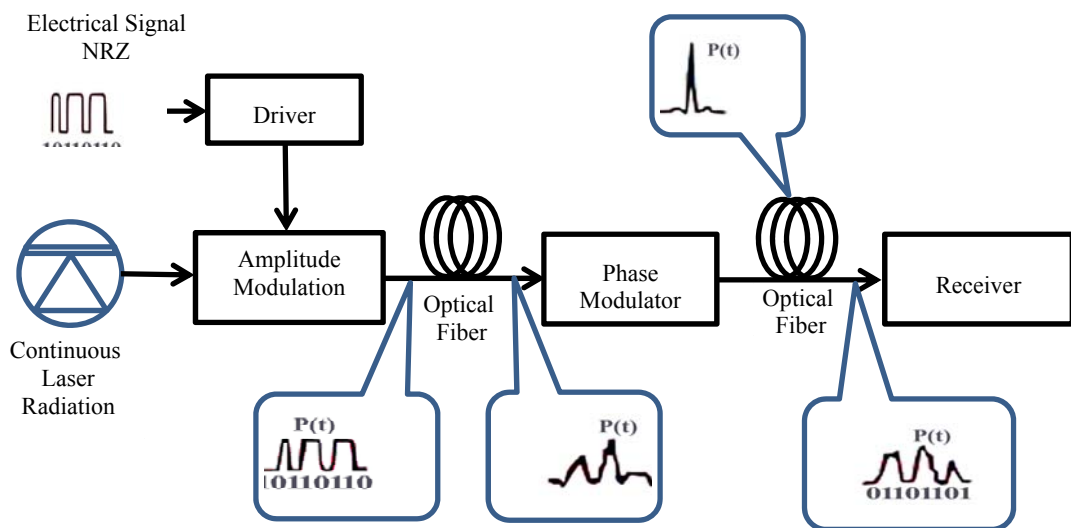 Electrical Signal
NRZ
10110110
Driver
P(t)
Amplitude
Modulation
Optical
Fiber
Phase
Modulator
Optical
Fiber
Receiver
Continuous
Laser
Radiation
P(t)
10110110
P(t)
P(t)
01101101